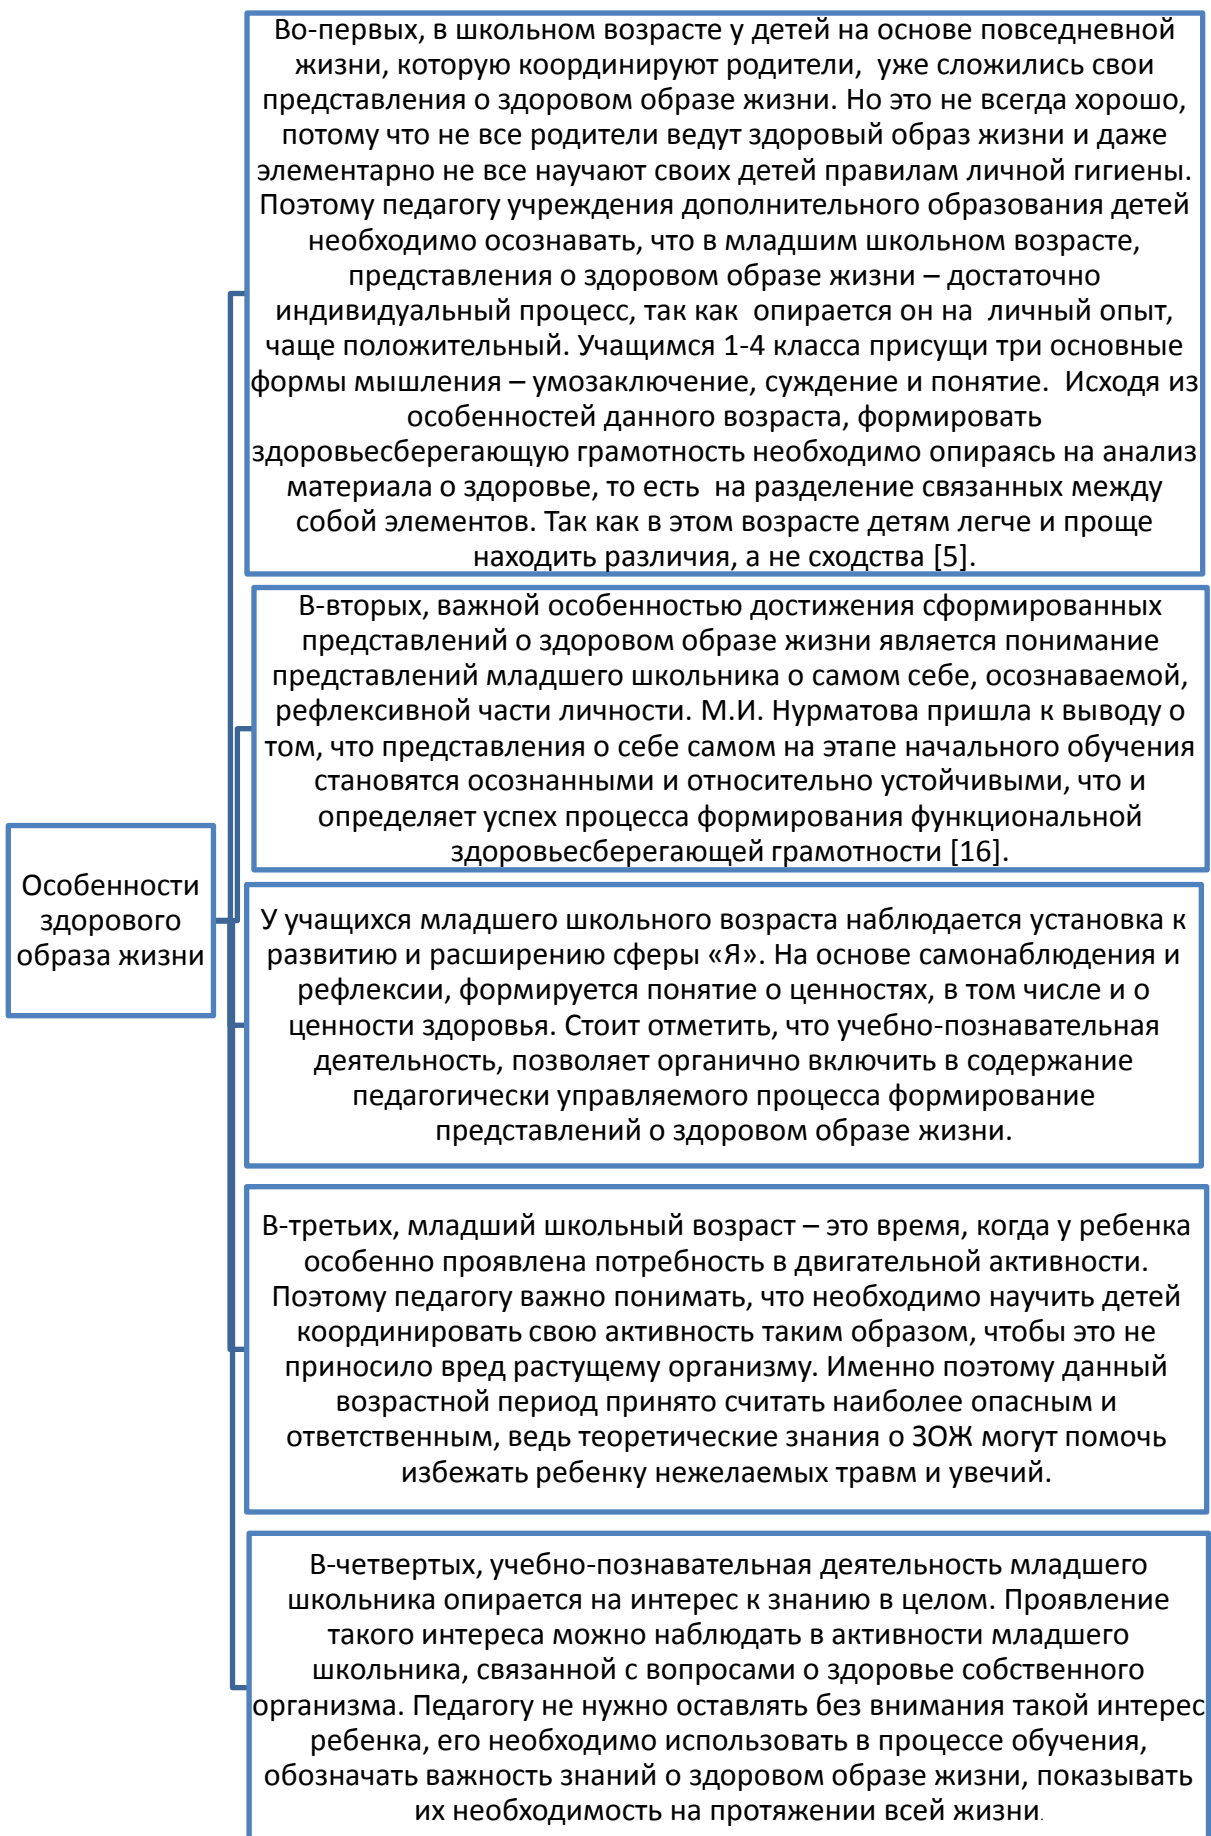 Во-первых, в школьном возрасте у детей на основе повседневной
жизни, которую координируют родители,  уже сложились свои
представления о здоровом образе жизни. Но это не всегда хорошо,
потому что не все родители ведут здоровый образ жизни и даже
элементарно не все научают своих детей правилам личной гигиены.
Поэтому педагогу учреждения дополнительного образования детей
необходимо осознавать, что в младшим школьном возрасте,
представления о здоровом образе жизни – достаточно
индивидуальный процесс, так как  опирается он на  личный опыт,
чаще положительный. Учащимся 1-4 класса присущи три основные
формы мышления – умозаключение, суждение и понятие.  Исходя из
особенностей данного возраста, формировать
здоровьесберегающую грамотность необходимо опираясь на анализ
материала о здоровье, то есть  на разделение связанных между
собой элементов. Так как в этом возрасте детям легче и проще
находить различия, а не сходства [5].
В-вторых, важной особенностью достижения сформированных
представлений о здоровом образе жизни является понимание
представлений младшего школьника о самом себе, осознаваемой,
рефлексивной части личности. М.И. Нурматова пришла к выводу о
том, что представления о себе самом на этапе начального обучения
становятся осознанными и относительно устойчивыми, что и
определяет успех процесса формирования функциональной
здоровьесберегающей грамотности [16].
Особенности
здорового
образа жизни
У учащихся младшего школьного возраста наблюдается установка к
развитию и расширению сферы «Я». На основе самонаблюдения и
рефлексии, формируется понятие о ценностях, в том числе и о
ценности здоровья. Стоит отметить, что учебно-познавательная
деятельность, позволяет органично включить в содержание
педагогически управляемого процесса формирование
представлений о здоровом образе жизни.
В-третьих, младший школьный возраст – это время, когда у ребенка
особенно проявлена потребность в двигательной активности.
Поэтому педагогу важно понимать, что необходимо научить детей
координировать свою активность таким образом, чтобы это не
приносило вред растущему организму. Именно поэтому данный
возрастной период принято считать наиболее опасным и
ответственным, ведь теоретические знания о ЗОЖ могут помочь
избежать ребенку нежелаемых травм и увечий.
В-четвертых, учебно-познавательная деятельность младшего
школьника опирается на интерес к знанию в целом. Проявление
такого интереса можно наблюдать в активности младшего
школьника, связанной с вопросами о здоровье собственного
организма. Педагогу не нужно оставлять без внимания такой интерес
ребенка, его необходимо использовать в процессе обучения,
обозначать важность знаний о здоровом образе жизни, показывать
их необходимость на протяжении всей жизни.